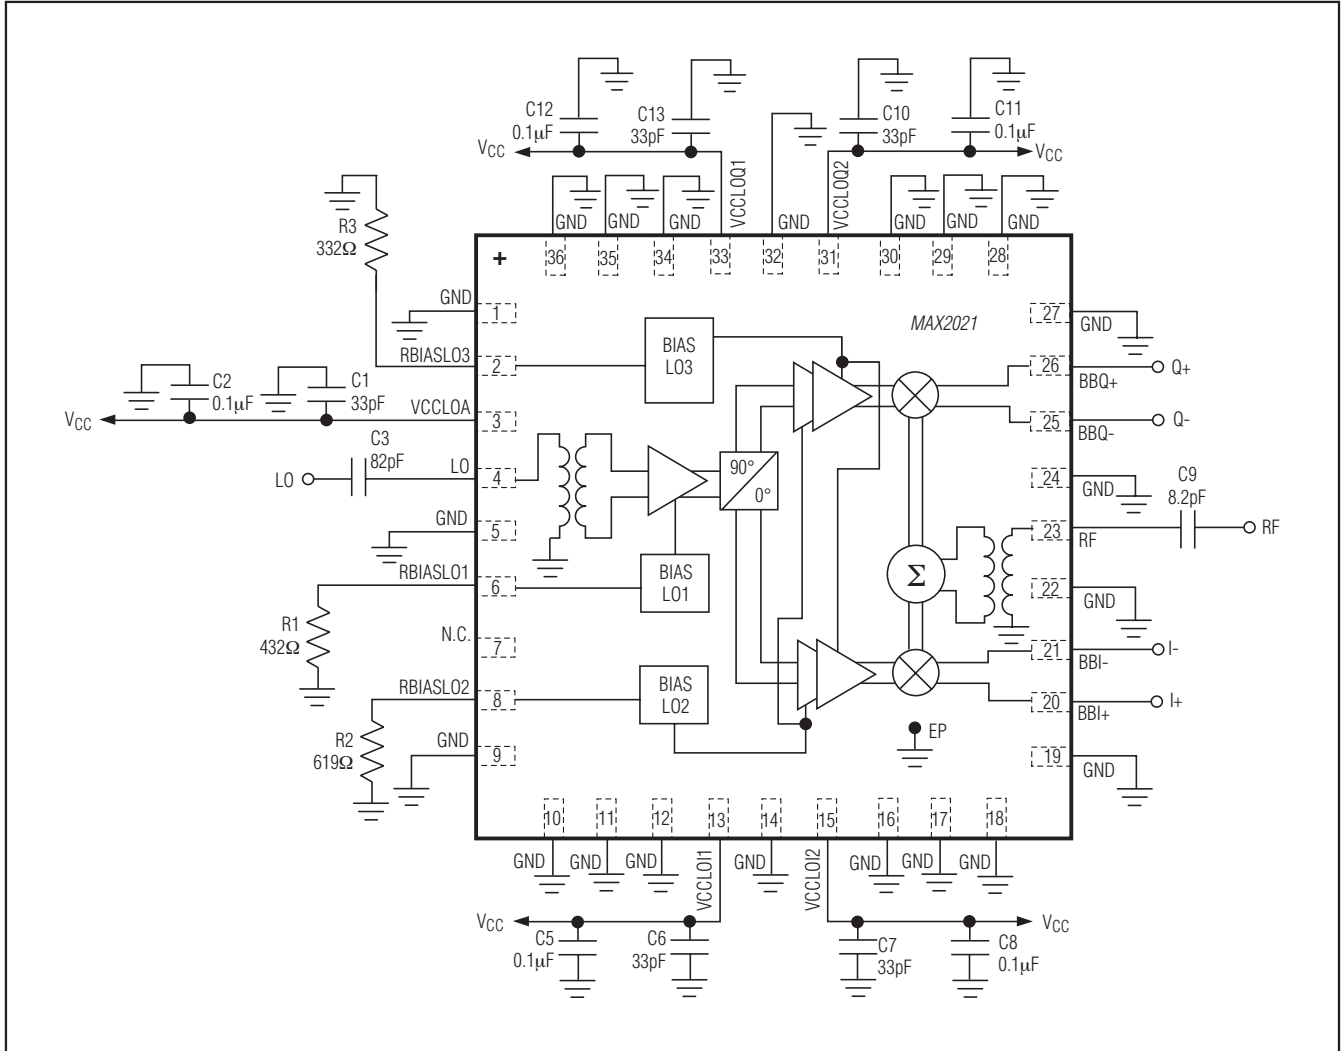 C12
0.1µF
C13
33pF
C10
33pF
C11
0.1µF
VCC
VCC
VCCLOQ1
VCCLOQ2
R3
332Ω
GND
GND
GND
GND
GND
GND
GND
36
35
34
33
32
31
30
29
28
+
MAX2021
GND
1
27
GND
RBIASLO3
2
BIAS
LO3
26
BBQ+
Q+
C2
0.1µF
C1
33pF
VCC
VCCLOA
3
25
BBQ-
Q-
C3
82pF
LO
LO
4
90°
0°
24
GND
C9
8.2pF
GND
5
23
RF
RF
RBIASLO1
6
BIAS
LO1
Σ
22
GND
R1
432Ω
N.C.
7
21
BBI-
I-
RBIASLO2
8
BIAS
LO2
20
BBI+
I+
R2
619Ω
GND
9
EP
19
GND
10
11
12
13
14
15
16
17
18
GND
GND
GND
VCCLOI1
GND
VCCLOI2
GND
GND
GND
VCC
VCC
C5
0.1µF
C6
33pF
C7
33pF
C8
0.1µF